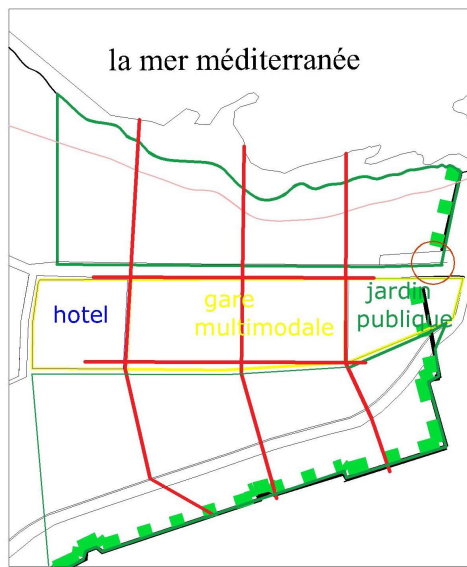 la mer méditerranée
hotel
gare
multimodale
jardin
publique